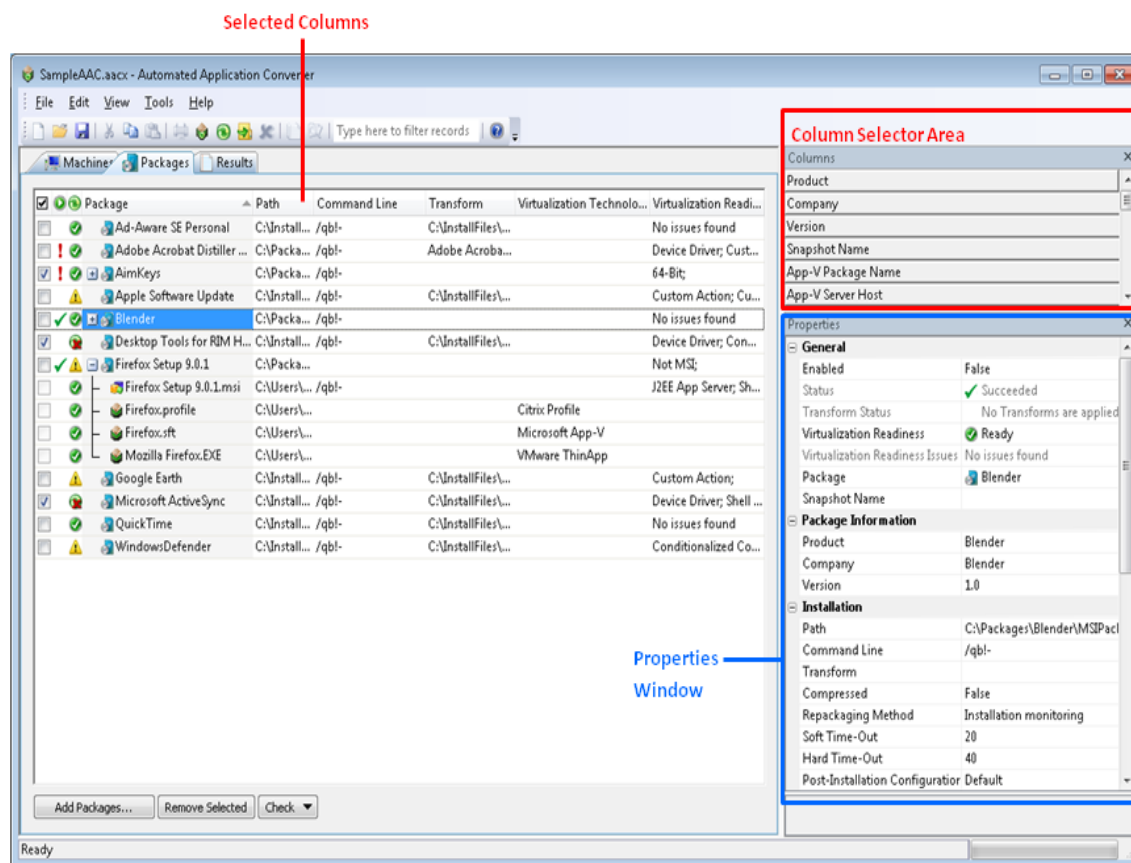 Selected Columns
SampleAAC.aacx - Automated Application Converter
File Edit View Tools Help
Type here to filter records
Column Selector Area
Machines Packages Results
Columns
Product
Company
Version
Snapshot Name
App-V Package Name
App-V Server Host
Package Path Command Line Transform Virtualization Technolo... Virtualization Readi...
Ad-Aware SE Personal C:\Install... /qb!- C:\InstallFiles\... No issues found
Adobe Acrobat Distiller ... C:\Packa... /qb!- Adobe Acroba... Device Driver; Cust...
AimKeys C:\Packa... /qb!- 64-Bit;
Apple Software Update C:\Install... /qb!- C:\InstallFiles\... Custom Action; Cu...
Blender C:\Packa... /qb!- No issues found
Desktop Tools for RIM H... C:\Install... /qb!- C:\InstallFiles\... Device Driver; Con...
Firefox Setup 9.0.1 C:\Packa... Not MSI;
Firefox Setup 9.0.1.msi C:\Users\... /qb!- J2EE App Server; Sh...
Firefox.profile C:\Users\... Citrix Profile
Firefox.sft C:\Users\... Microsoft App-V
Mozilla Firefox.EXE C:\Users\... VMware ThinApp
Google Earth C:\Install... /qb!- C:\InstallFiles\... Custom Action;
Microsoft ActiveSync C:\Install... /qb!- C:\InstallFiles\... Device Driver; Shell ...
QuickTime C:\Install... /qb!- C:\InstallFiles\... No issues found
WindowsDefender C:\Install... /qb!- C:\InstallFiles\... Conditionalized Co...
Properties
General
Enabled False
Status Succeeded
Transform Status No Transforms are applied
Virtualization Readiness Ready
Virtualization Readiness Issues No issues found
Package Blender
Snapshot Name
Package Information
Product Blender
Company Blender
Version 1.0
Installation
Path C:\Packages\Blender\MSIPacl
Command Line /qb!-
Transform
Compressed False
Repackaging Method Installation monitoring
Soft Time-Out 20
Hard Time-Out 40
Post-Installation Configuration Default
Properties
Window
Add Packages... Remove Selected Check
Ready